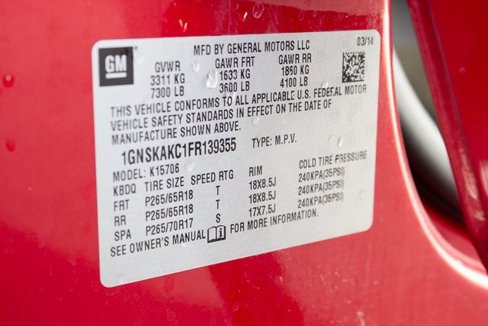 MFD BY GENERAL MOTORS LLC
03/14
GM
GVWR GAWR FRT GAWR RR
3311 KG 1633 KG 1860 KG
7300 LB 3600 LB 4100 LB
THIS VEHICLE CONFORMS TO ALL APPLICABLE U.S. FEDERAL MOTOR
VEHICLE SAFETY STANDARDS IN EFFECT ON THE DATE OF
MANUFACTURE SHOWN ABOVE.
1GNSKAKC1FR139355 TYPE: M.P.V.
MODEL: K15706
KBDQ TIRE SIZE SPEED RTG RIM COLD TIRE PRESSURE
FRT P265/65R18 T 18X8.5J 240KPA(35PSI)
RR P265/65R18 T 18X8.5J 240KPA(35PSI)
SPA P265/70R17 S 17X7.5J 240KPA(35PSI)
SEE OWNER'S MANUAL FOR MORE INFORMATION.